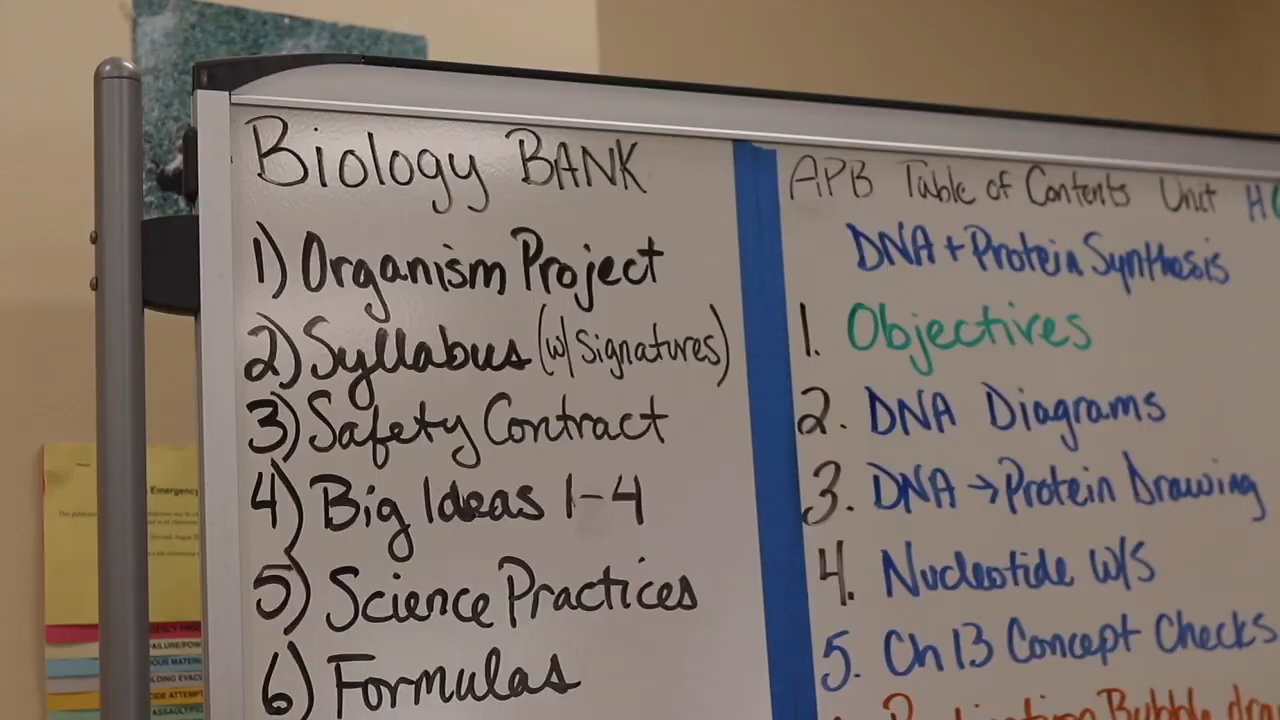 Biology BANK
1) Organism Project
2) Syllabus (w/ Signatures)
3) Safety Contract
4) Big Ideas 1-4
5) Science Practices
6) Formulas
APB Table of Contents Unit
DNA + Protein Synthesis
1. Objectives
2. DNA Diagrams
3. DNA → Protein Drawing
4. Nucleotide W/S
5. Ch 13 Concept Checks
Bubble
Emergency